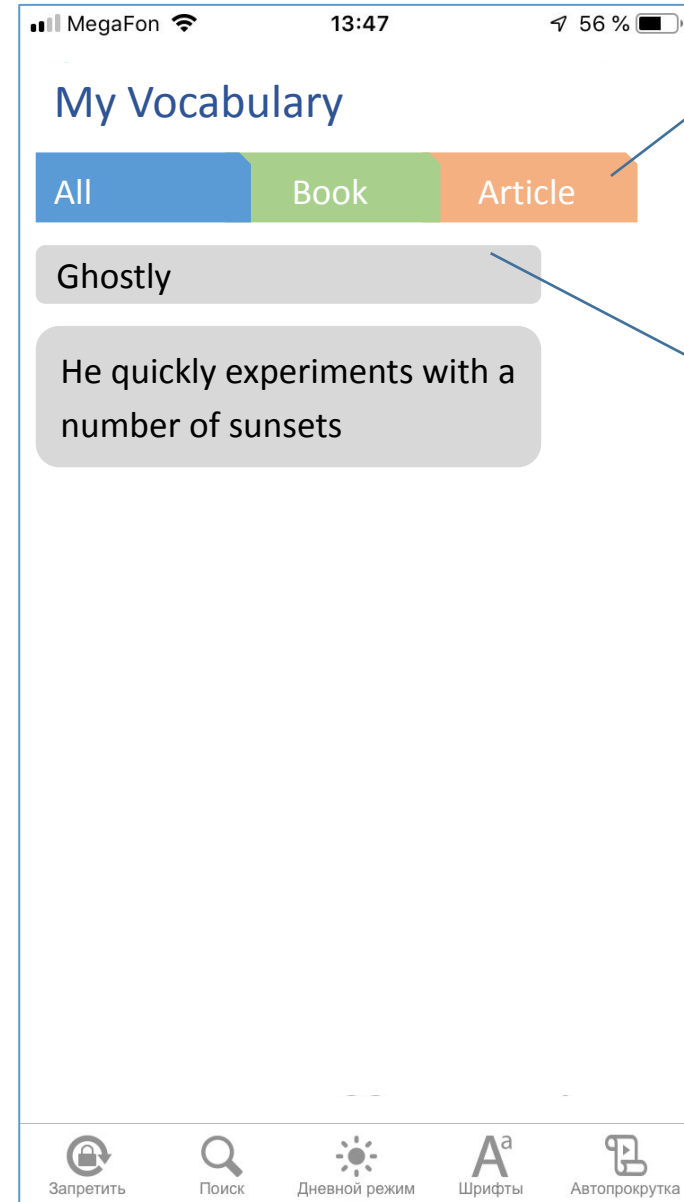 MegaFon 13:47 56 %
My Vocabulary
All Book Article
Ghostly
He quickly experiments with a
number of sunsets
Запретить Поиск Дневной режим Шрифты Автопрокрутка